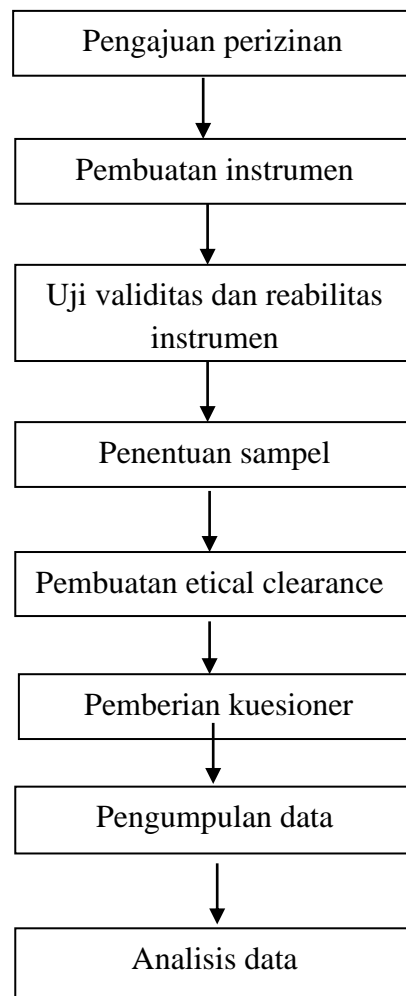 Pengajuan perizinan
Pembuatan instrumen
Uji validitas dan reabilitas
instrumen
Penentuan sampel
Pembuatan etical clearance
Pemberian kuesioner
Pengumpulan data
Analisis data